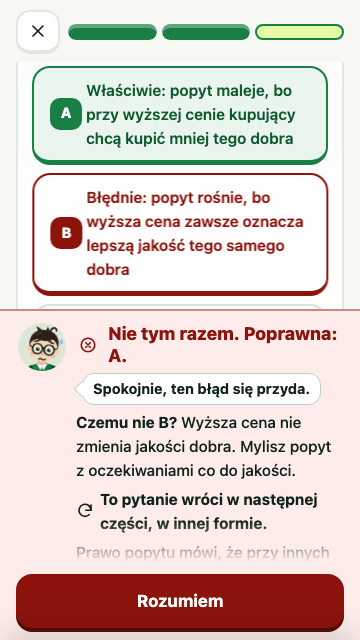 A
Właściwie: popyt maleje, bo
przy wyższej cenie kupujący
chcą kupić mniej tego dobra
B
Błędnie: popyt rośnie, bo
wyższa cena zawsze oznacza
lepszą jakość tego samego
dobra
Nie tym razem. Poprawna:
A.
Spokojnie, ten błąd się przyda.
Czemu nie B? Wyższa cena nie
zmienia jakości dobra. Mylisz popyt
z oczekiwaniami co do jakości.
To pytanie wróci w następnej
części, w innej formie.
Prawo popytu mówi, że przy innych
Rozumiem